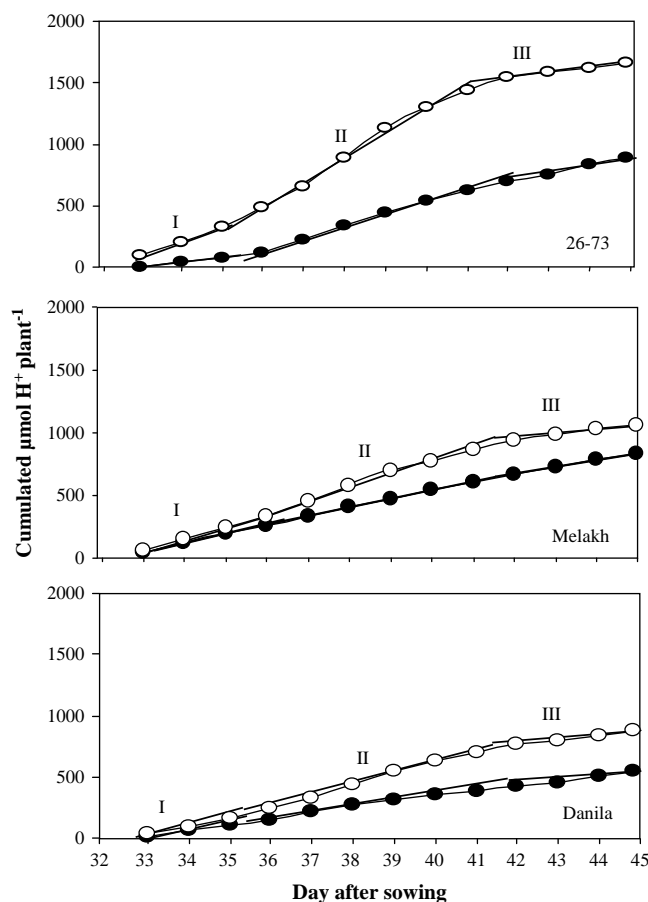 2000
III
1500
II
1000
500
I
26-73
0
2000
1500
III
1000
II
500
I
Melakh
0
2000
1500
1000
III
II
500
I
Danila
0
32 33 34 35 36 37 38 39 40 41 42 43 44 45
Day after sowing
Cumulated µmol H⁺ plant⁻¹